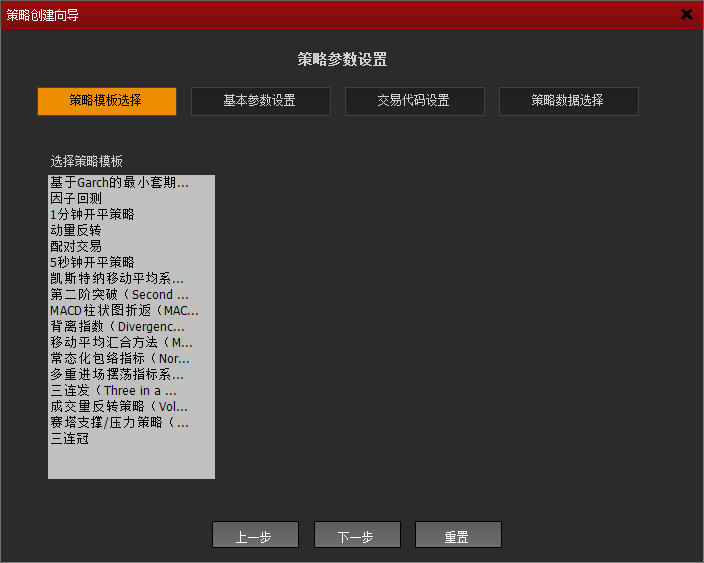 策略创建向导
策略参数设置
策略模板选择 基本参数设置 交易代码设置 策略数据选择
选择策略模板
基于Garch的最小套期...
因子回测
1分钟开平策略
动量反转
配对交易
5秒钟开平策略
凯斯特纳移动平均系...
第二阶突破（Second ...
MACD柱状图折返（MAC...
背离指数（Divergenc...
移动平均汇合方法（M...
常态化包络指标（Nor...
多重进场摆荡指标系...
三连发（Three in a ...
成交量反转策略（Vol...
赛塔支撑/压力策略（ ...
三连冠
上一步 下一步 重置